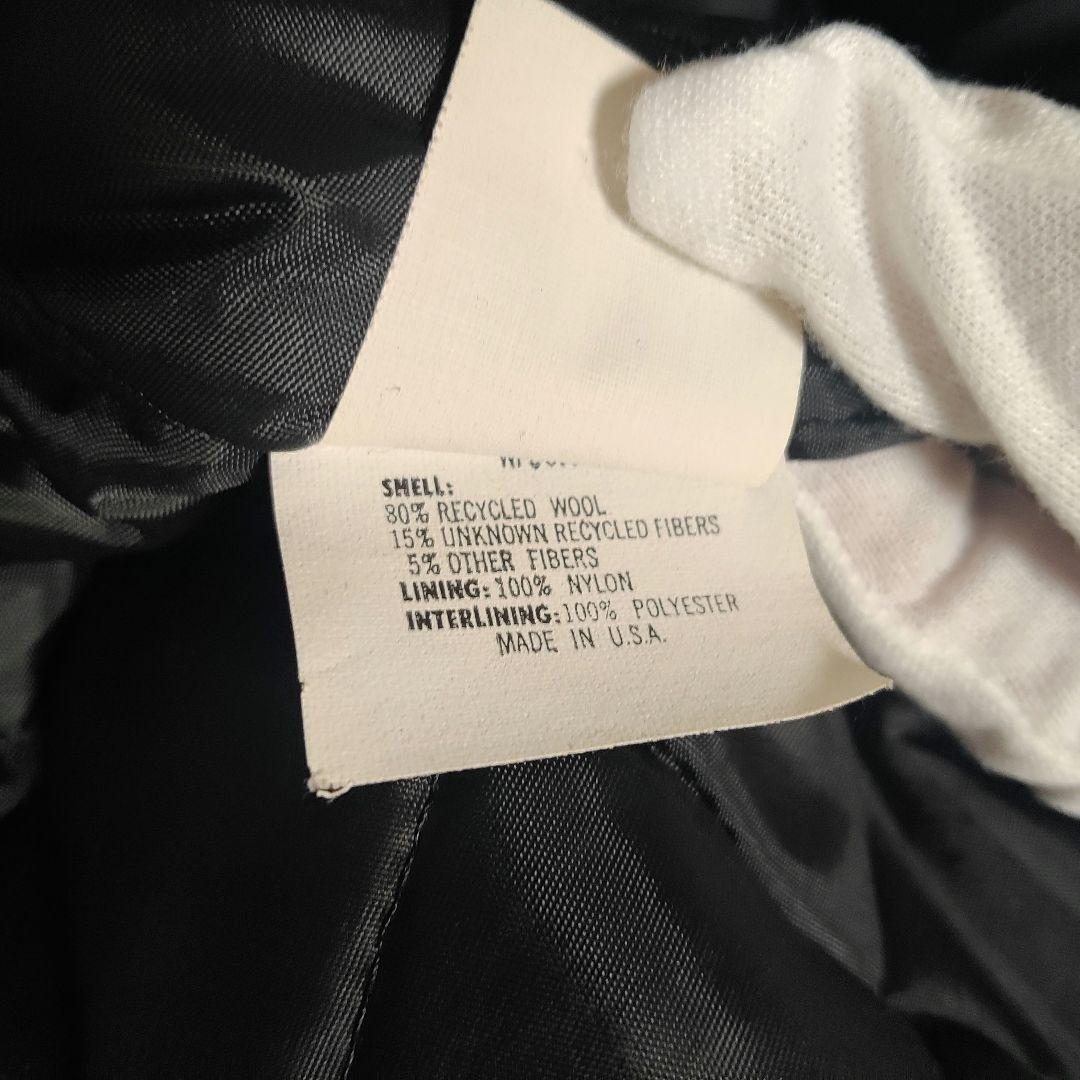 SHELL:
80% RECYCLED WOOL
15% UNKNOWN RECYCLED FIBERS
5% OTHER FIBERS
LINING: 100% NYLON
INTERLINING: 100% POLYESTER
MADE IN U.S.A.